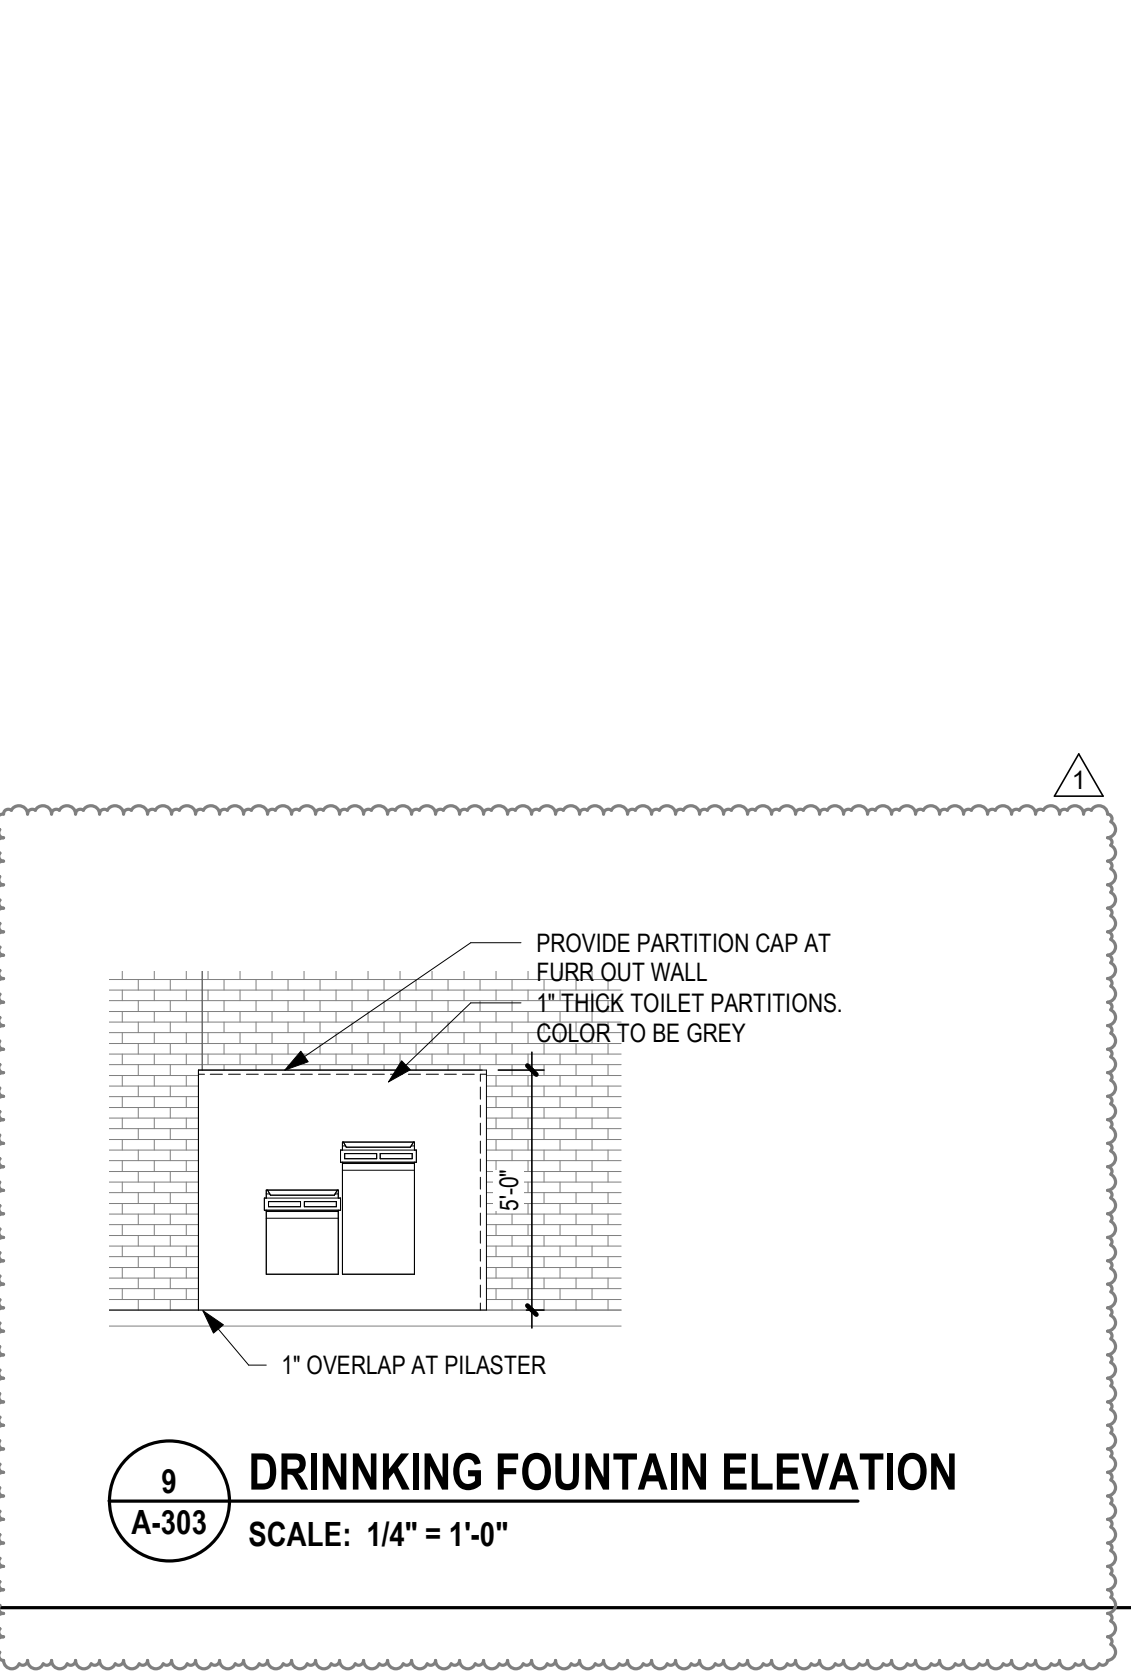 1
PROVIDE PARTITION CAP AT
FURR OUT WALL
1" THICK TOILET PARTITIONS.
COLOR TO BE GREY
5'-0"
1" OVERLAP AT PILASTER
9
A-303
DRINNKING FOUNTAIN ELEVATION
SCALE: 1/4" = 1'-0"